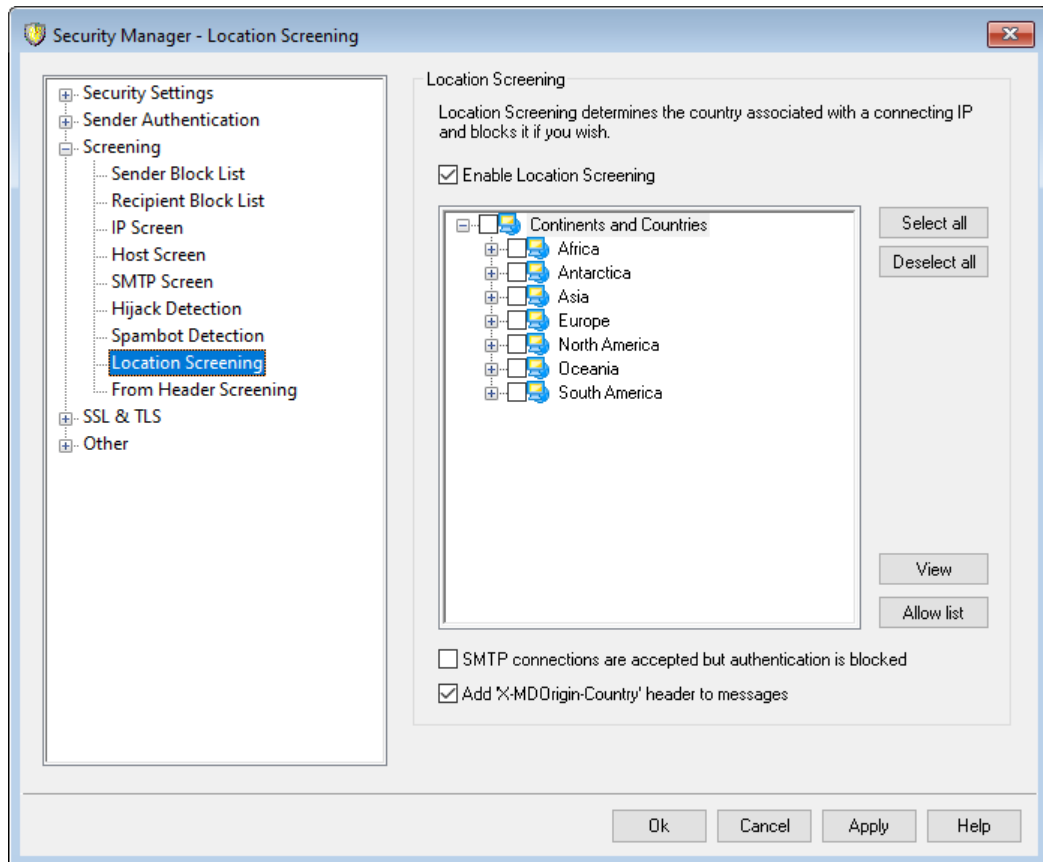 Security Manager - Location Screening
Security Settings
Sender Authentication
Screening
Sender Block List
Recipient Block List
IP Screen
Host Screen
SMTP Screen
Hijack Detection
Spambot Detection
Location Screening
From Header Screening
SSL & TLS
Other
Location Screening
Location Screening determines the country associated with a connecting IP
and blocks it if you wish.
Enable Location Screening
Continents and Countries
Africa
Antarctica
Asia
Europe
North America
Oceania
South America
Select all
Deselect all
View
Allow list
SMTP connections are accepted but authentication is blocked
Add 'X-MDOrigin-Country' header to messages
Ok
Cancel
Apply
Help